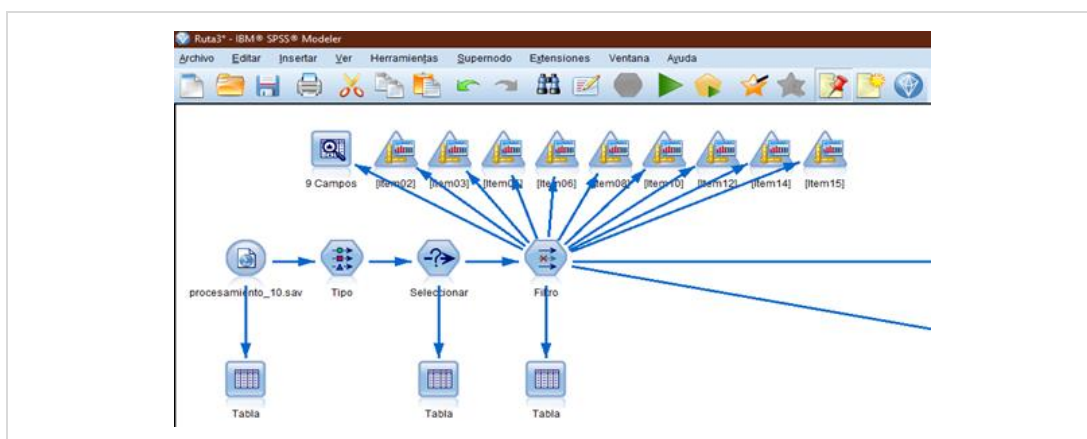 Ruta3* - IBM® SPSS® Modeler
Archivo Editar Insertar Ver Herramientas Supernodo Extensiones Ventana Ayuda
9 Campos [Item02] [Item03] [Item06] [Item08] [Item10] [Item12] [Item14] [Item15]
procesamiento_10.sav Tipo Seleccionar Filtro
Tabla Tabla Tabla